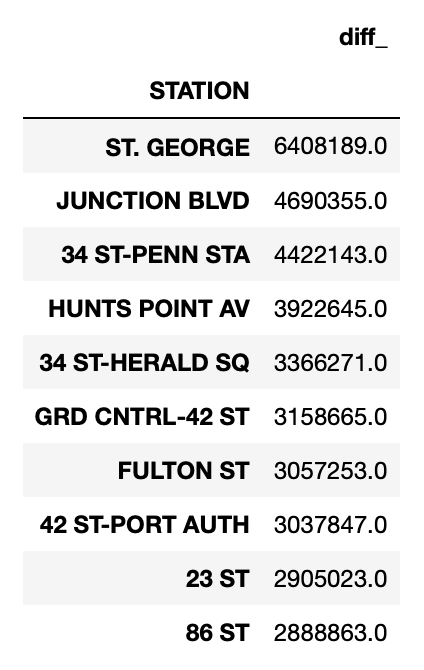 diff_
STATION
ST. GEORGE 6408189.0
JUNCTION BLVD 4690355.0
34 ST-PENN STA 4422143.0
HUNTS POINT AV 3922645.0
34 ST-HERALD SQ 3366271.0
GRD CNTRL-42 ST 3158665.0
FULTON ST 3057253.0
42 ST-PORT AUTH 3037847.0
23 ST 2905023.0
86 ST 2888863.0